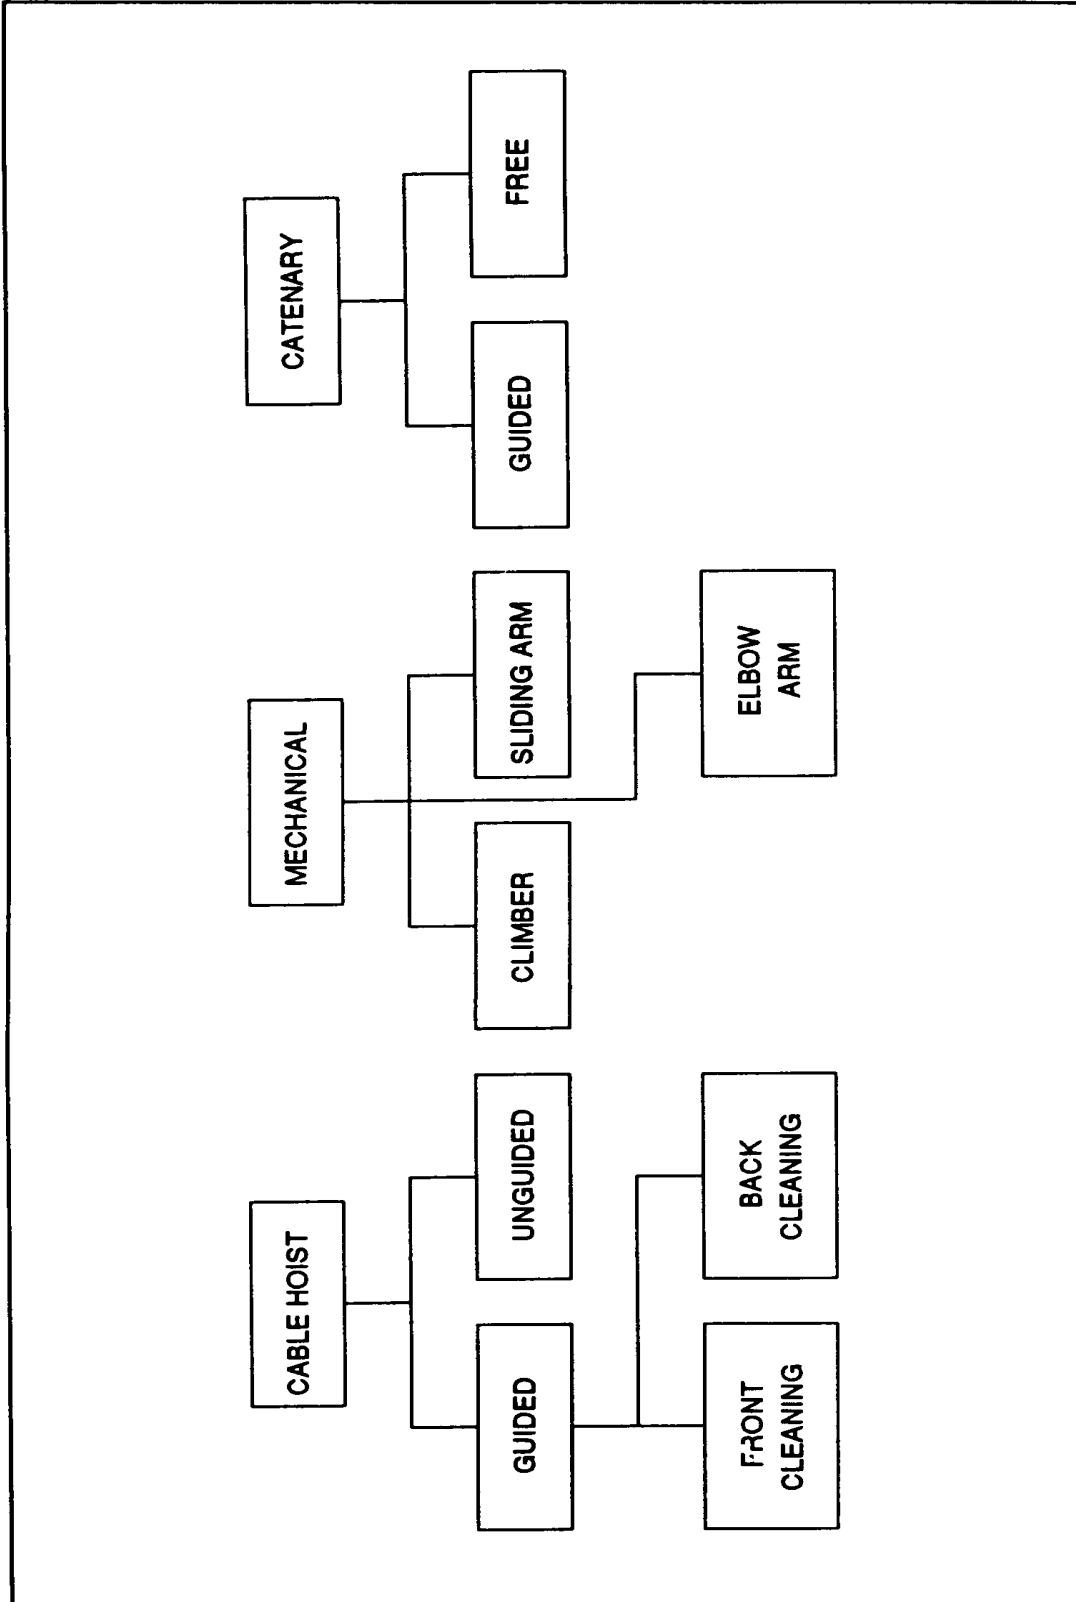 CABLE HOIST
MECHANICAL
CATENARY
GUIDED
UNGUIDED
CLIMBER
SLIDING ARM
GUIDED
FREE
FRONT
CLEANING
BACK
CLEANING
ELBOW
ARM